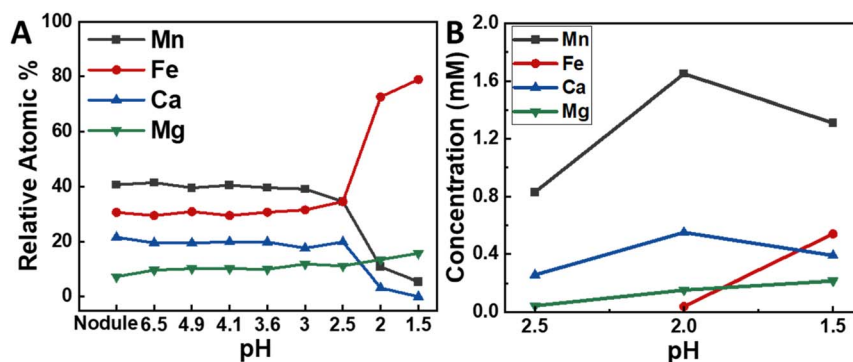 A
Mn
Fe
Ca
Mg
Relative Atomic %
100
80
60
40
20
0
Nodule 6.5 4.9 4.1 3.6 3 2.5 2 1.5
pH
B
Mn
Fe
Ca
Mg
Concentration (mM)
2.0
1.6
1.2
0.8
0.4
0.0
2.5 2.0 1.5
pH